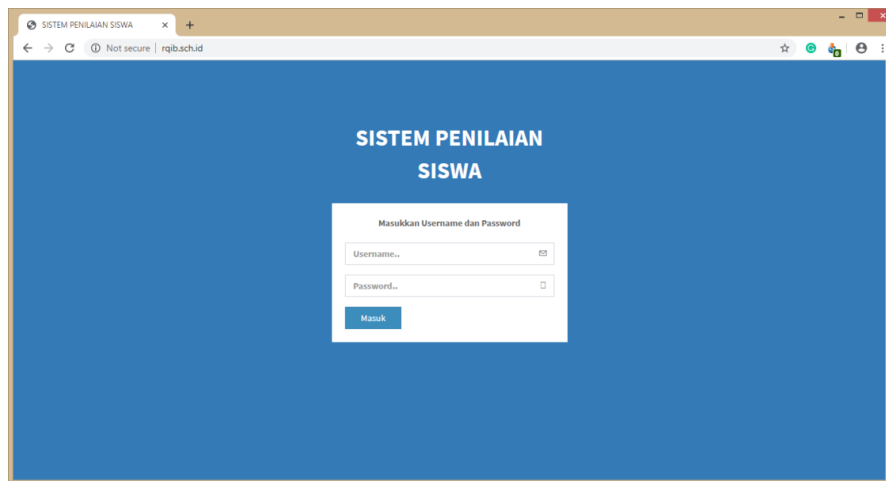 SISTEM PENILAIAN SISWA
Not secure | rqib.sch.id
SISTEM PENILAIAN
SISWA
Masukkan Username dan Password
Username..
Password..
Masuk